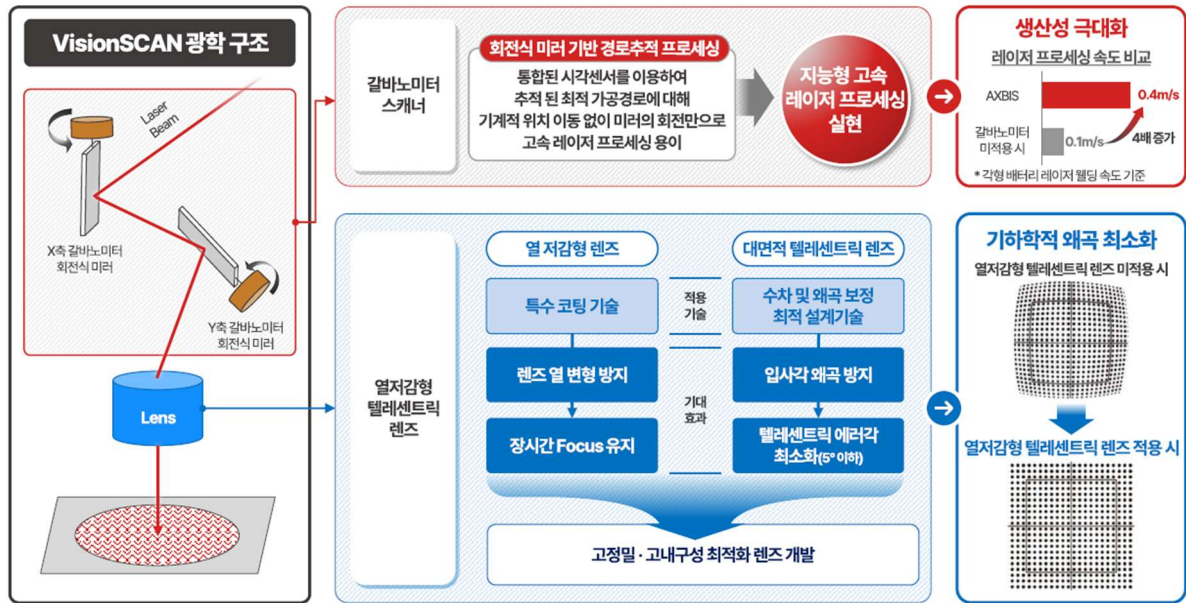 VisionSCAN 광학 구조
Laser
Beam
X축 갈바노미터
회전식 미러
Y축 갈바노미터
회전식 미러
Lens
갈바노미터
스캐너
회전식 미러 기반 경로추적 프로세싱
통합된 시각센서를 이용하여
추적 된 최적 가공경로에 대해
기계적 위치 이동 없이 미러의 회전만으로
고속 레이저 프로세싱 용이
지능형 고속
레이저 프로세싱
실현
생산성 극대화
레이저 프로세싱 속도 비교
AXBIS
0.4m/s
갈바노미터
미적용 시
0.1m/s
4배 증가
* 각형 배터리 레이저 웰딩 속도 기준
열저감형
텔레센트릭
렌즈
열 저감형 렌즈
대면적 텔레센트릭 렌즈
특수 코팅 기술
적용
기술
수차 및 왜곡 보정
최적 설계기술
렌즈 열 변형 방지
입사각 왜곡 방지
기대
효과
장시간 Focus 유지
텔레센트릭 에러각
최소화(5° 이하)
고정밀 · 고내구성 최적화 렌즈 개발
기하학적 왜곡 최소화
열저감형 텔레센트릭 렌즈 미적용 시
열저감형 텔레센트릭 렌즈 적용 시